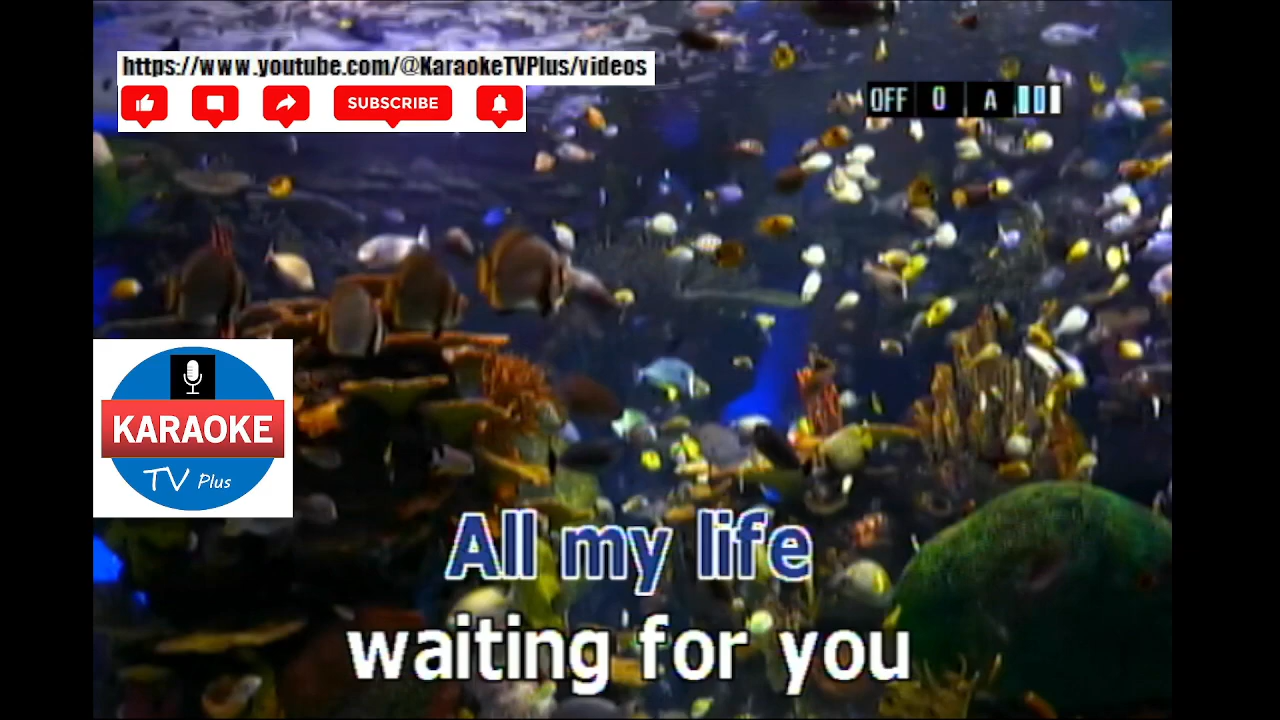 https://www.youtube.com/@KaraokeTVPlus/videos
SUBSCRIBE
OFF 0 A
KARAOKE
TV Plus
All my life
waiting for you